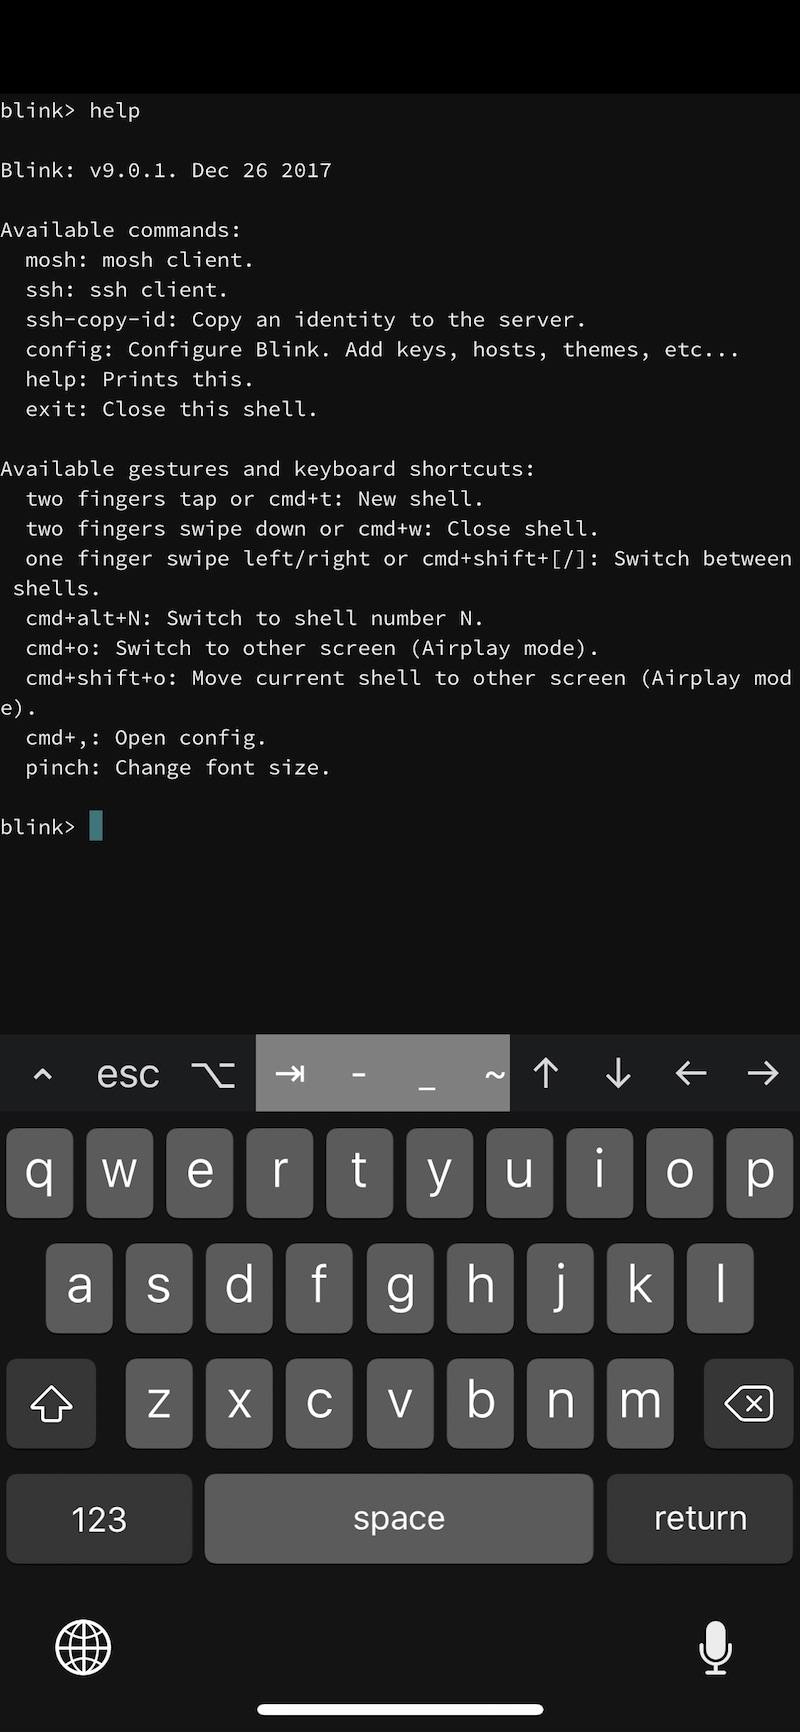 blink> help
Blink: v9.0.1. Dec 26 2017
Available commands:
mosh: mosh client.
ssh: ssh client.
ssh-copy-id: Copy an identity to the server.
config: Configure Blink. Add keys, hosts, themes, etc...
help: Prints this.
exit: Close this shell.
Available gestures and keyboard shortcuts:
two fingers tap or cmd+t: New shell.
two fingers swipe down or cmd+w: Close shell.
one finger swipe left/right or cmd+shift+[/]: Switch between
shells.
cmd+alt+N: Switch to shell number N.
cmd+o: Switch to other screen (Airplay mode).
cmd+shift+o: Move current shell to other screen (Airplay mod
e).
cmd+,: Open config.
pinch: Change font size.
blink>
^ esc ⌥ ⇥ - _ ~ ↑ ↓ ← →
q w e r t y u i o p
a s d f g h j k l
z x c v b n m
123 space return